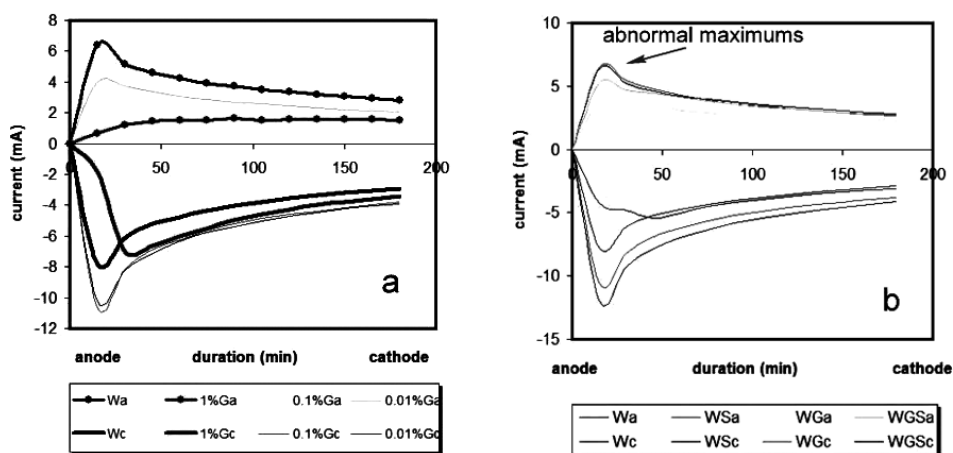 8
6
4
2
0
-2
-4
-6
-8
-10
-12
0 50 100 150 200
current (mA)
a
anode duration (min) cathode
Wa 1%Ga 0.1%Ga 0.01%Ga
Wc 1%Gc 0.1%Gc 0.01%Gc
10
5
0
-5
-10
-15
0 50 100 150 200
current (mA)
abnormal maximums
b
anode duration (min) cathode
Wa WSa WGa WGSa
Wc WSc WGc WGSc